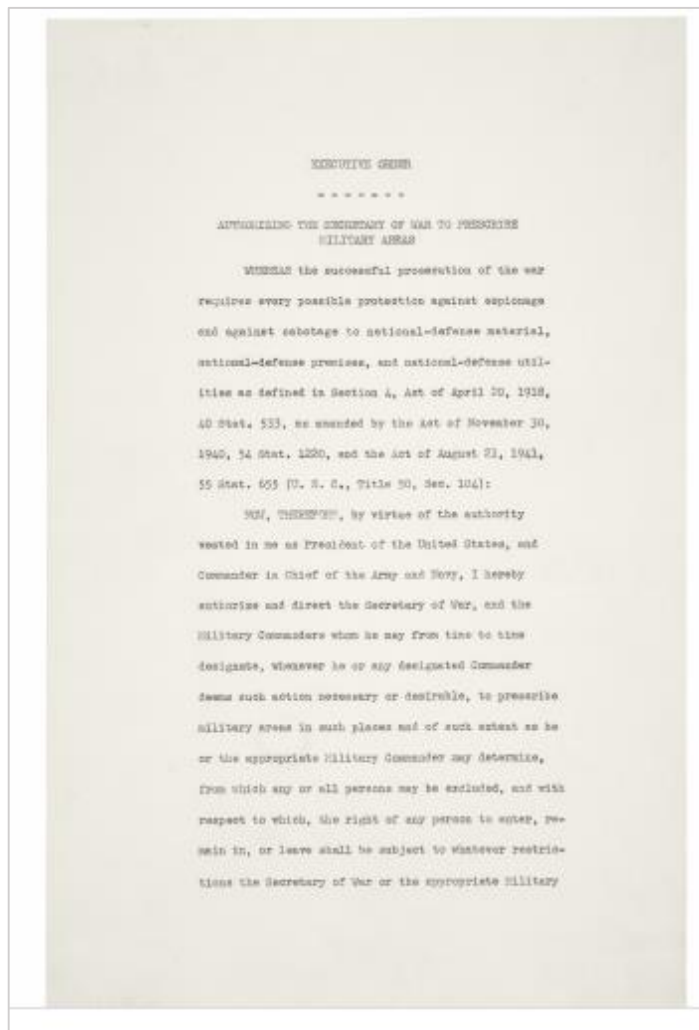 EXECUTIVE ORDER
- - - - - - -
AUTHORIZING THE SECRETARY OF WAR TO PRESCRIBE
MILITARY AREAS
WHEREAS the successful prosecution of the war
requires every possible protection against espionage
and against sabotage to national-defense material,
national-defense premises, and national-defense util-
ities as defined in Section 4, Act of April 20, 1918,
40 Stat. 533, as amended by the Act of November 30,
1940, 54 Stat. 1220, and the Act of August 21, 1941,
55 Stat. 655 (U. S. C., Title 50, Sec. 104):
NOW, THEREFORE, by virtue of the authority
vested in me as President of the United States, and
Commander in Chief of the Army and Navy, I hereby
authorize and direct the Secretary of War, and the
Military Commanders whom he may from time to time
designate, whenever he or any designated Commander
deems such action necessary or desirable, to prescribe
military areas in such places and of such extent as he
or the appropriate Military Commander may determine,
from which any or all persons may be excluded, and with
respect to which, the right of any person to enter, re-
main in, or leave shall be subject to whatever restric-
tions the Secretary of War or the appropriate Military